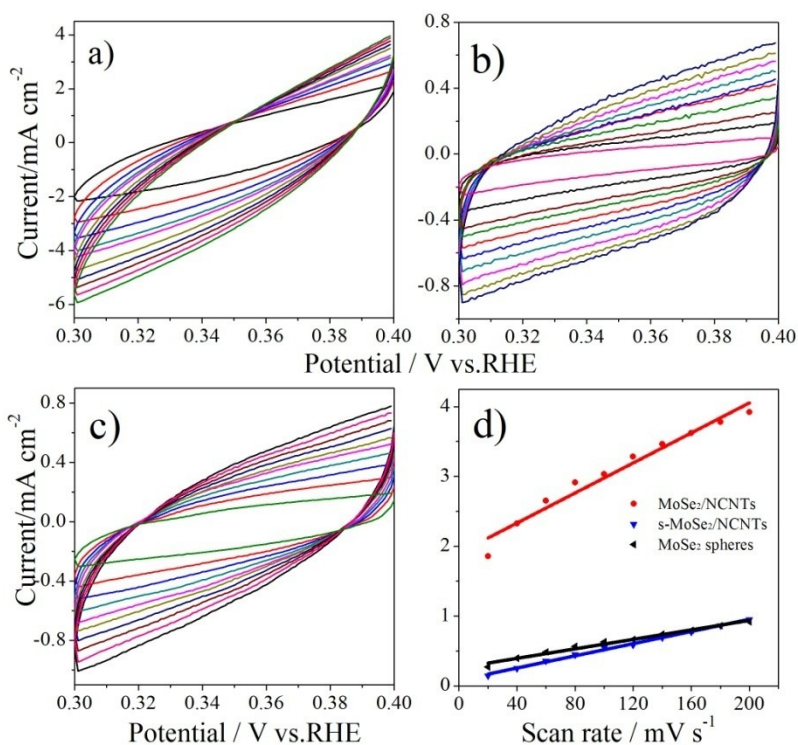 a)
b)
4
2
0
-2
-4
-6
0.8
0.4
0.0
-0.4
-0.8
Current/mA cm-2
0.30 0.32 0.34 0.36 0.38 0.40
0.30 0.32 0.34 0.36 0.38 0.40
Potential / V vs.RHE
c)
d)
0.8
0.4
0.0
-0.4
-0.8
4
3
2
1
0
Current/mA cm-2
MoSe2/NCNTs
s-MoSe2/NCNTs
MoSe2 spheres
0.30 0.32 0.34 0.36 0.38 0.40
0 40 80 120 160 200
Potential / V vs.RHE
Scan rate / mV s-1